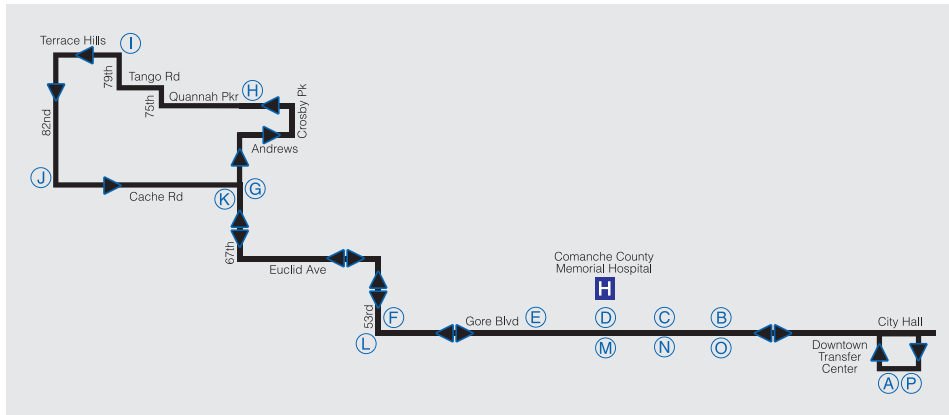 Terrace Hills
I
79th
Tango Rd
75th
Quannah Pkr
H
Crosby Pk
82nd
Andrews
J
Cache Rd
K
G
67th
Euclid Ave
Comanche County
Memorial Hospital
H
53rd
F
L
Gore Blvd
E
D
C
B
M
N
O
City Hall
Downtown
Transfer
Center
A
P